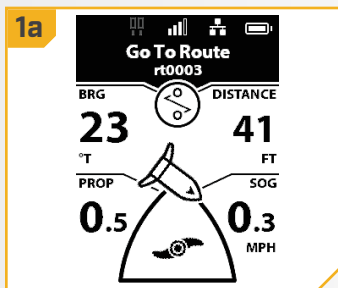 1a
Go To Route
rt0003
BRG DISTANCE
23 41
°T FT
PROP SOG
0.5 0.3
MPH